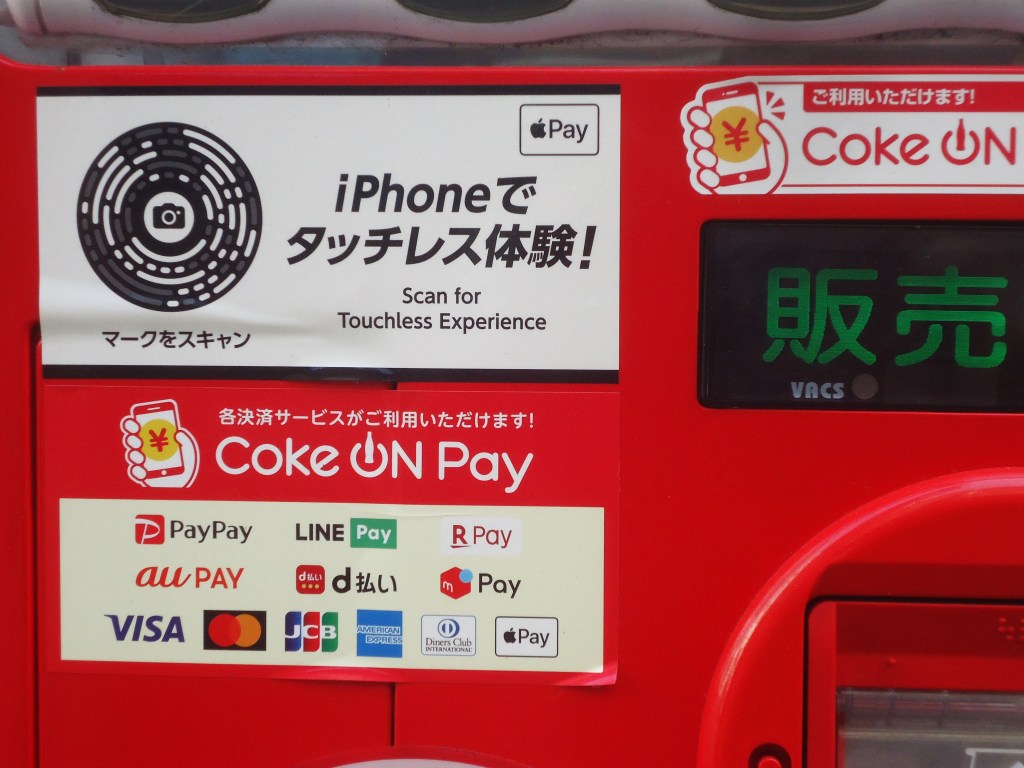 Pay
iPhoneで
タッチレス体験!
Scan for
Touchless Experience
マークをスキャン
ご利用いただけます!
Coke ON
販売
VACS
¥
各決済サービスがご利用いただけます!
Coke ON Pay
¥
PayPay
LINE Pay
R Pay
au PAY
d払い d払い
m Pay
VISA
JCB
AMERICAN EXPRESS
Diners Club
INTERNATIONAL
Pay